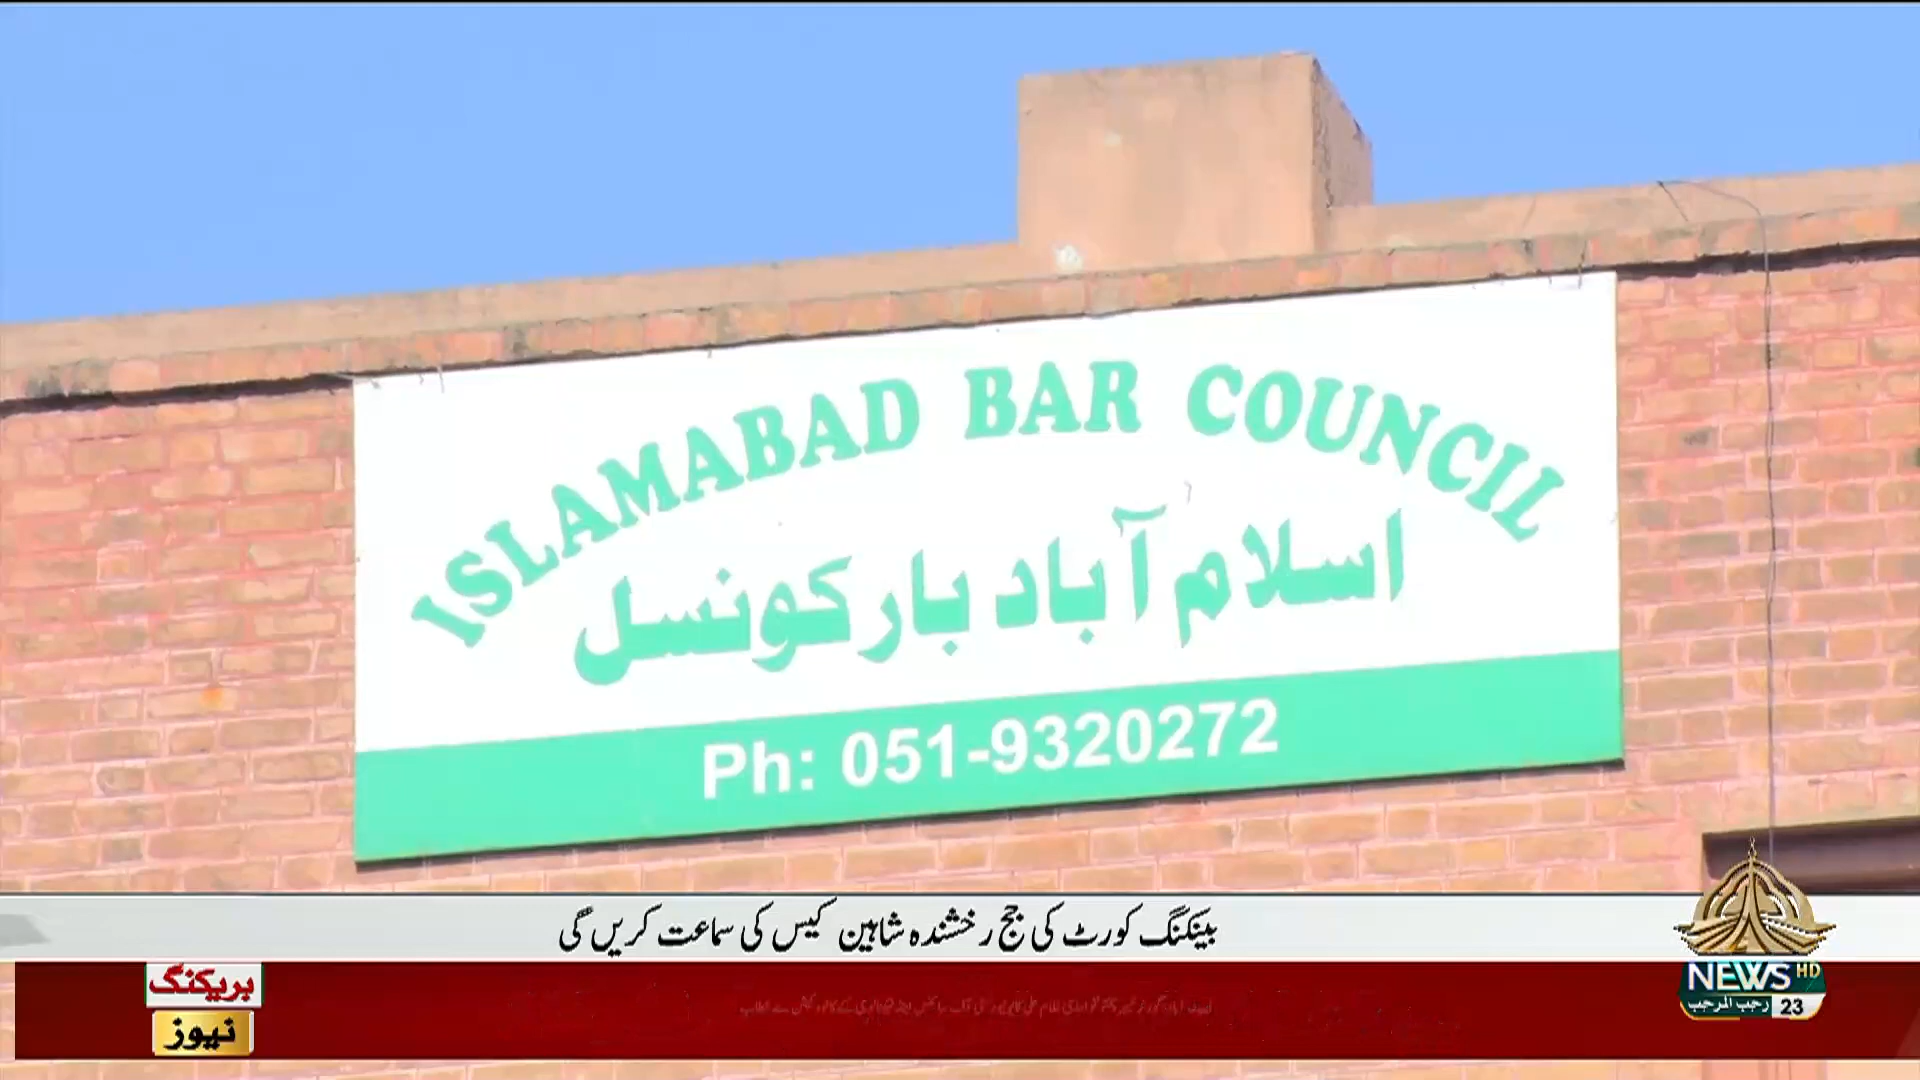 ISLAMABAD BAR COUNCIL
اسلام آباد بار کونسل
Ph: 051-9320272
بینکنگ کورٹ کی جج رخشندہ شاہین کیس کی سماعت کریں گی
بریکنگ
نیوز
NEWS HD
23 رجب المرجب